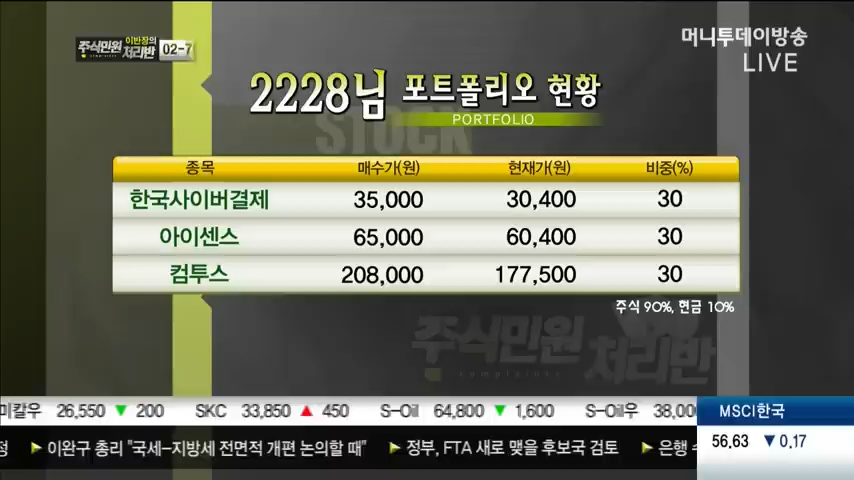 주식민원 이반장의 처리반 02-7
머니투데이방송
LIVE
2228님 포트폴리오 현황
PORTFOLIO
STOCK
종목 매수가(원) 현재가(원) 비중(%)
한국사이버결제 35,000 30,400 30
아이센스 65,000 60,400 30
컴투스 208,000 177,500 30
주식 90%, 현금 10%
주식민원 처리반
complaints
미칼우 26,550 ▼ 200 SKC 33,850 ▲ 450 S-Oil 64,800 ▼ 1,600 S-Oil우 38,00
MSCI한국
56.63 ▼0.17
정 ▶ 이완구 총리 "국세-지방세 전면적 개편 논의할 때" ▶ 정부, FTA 새로 맺을 후보국 검토 ▶ 은행